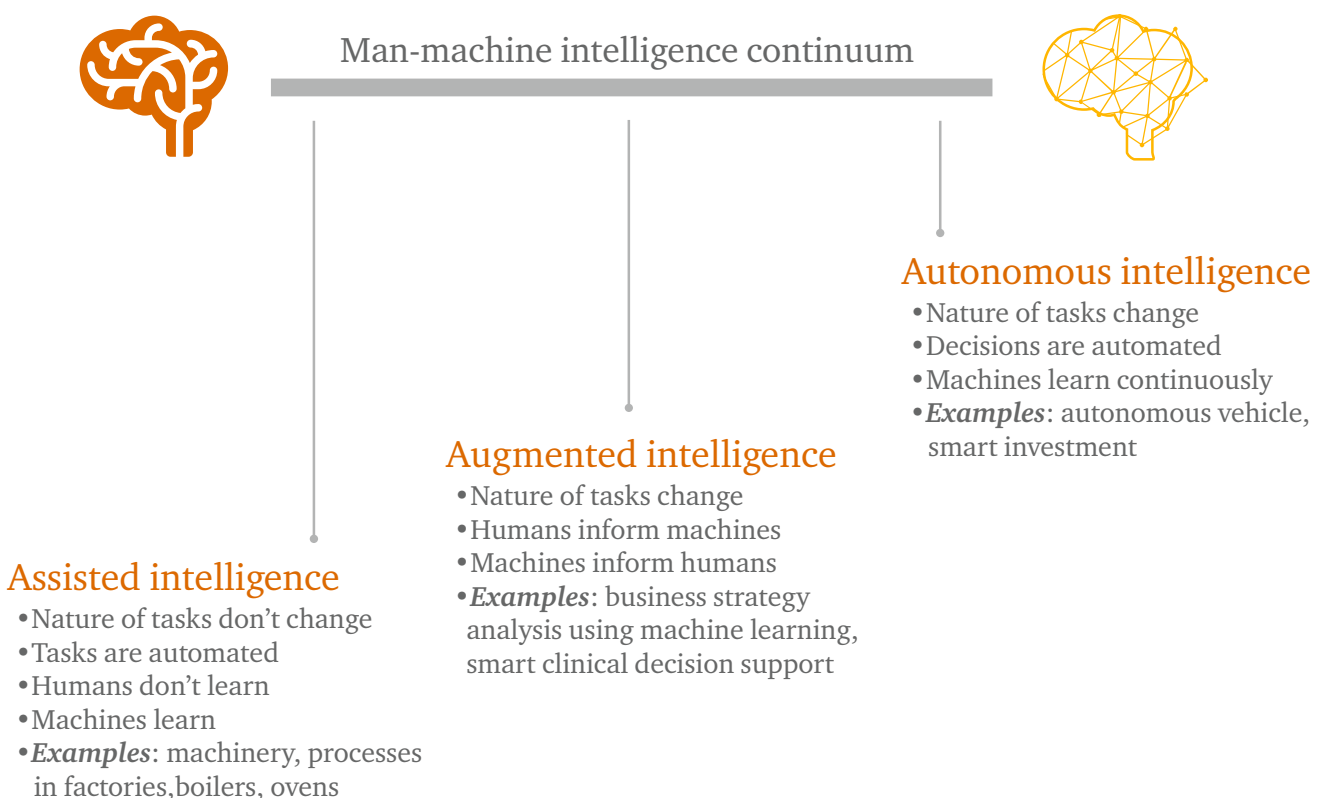 Man-machine intelligence continuum
Autonomous intelligence
•Nature of tasks change
•Decisions are automated
•Machines learn continuously
•Examples: autonomous vehicle,
smart investment
Augmented intelligence
•Nature of tasks change
•Humans inform machines
•Machines inform humans
•Examples: business strategy
analysis using machine learning,
smart clinical decision support
Assisted intelligence
•Nature of tasks don’t change
•Tasks are automated
•Humans don’t learn
•Machines learn
•Examples: machinery, processes
in factories,boilers, ovens